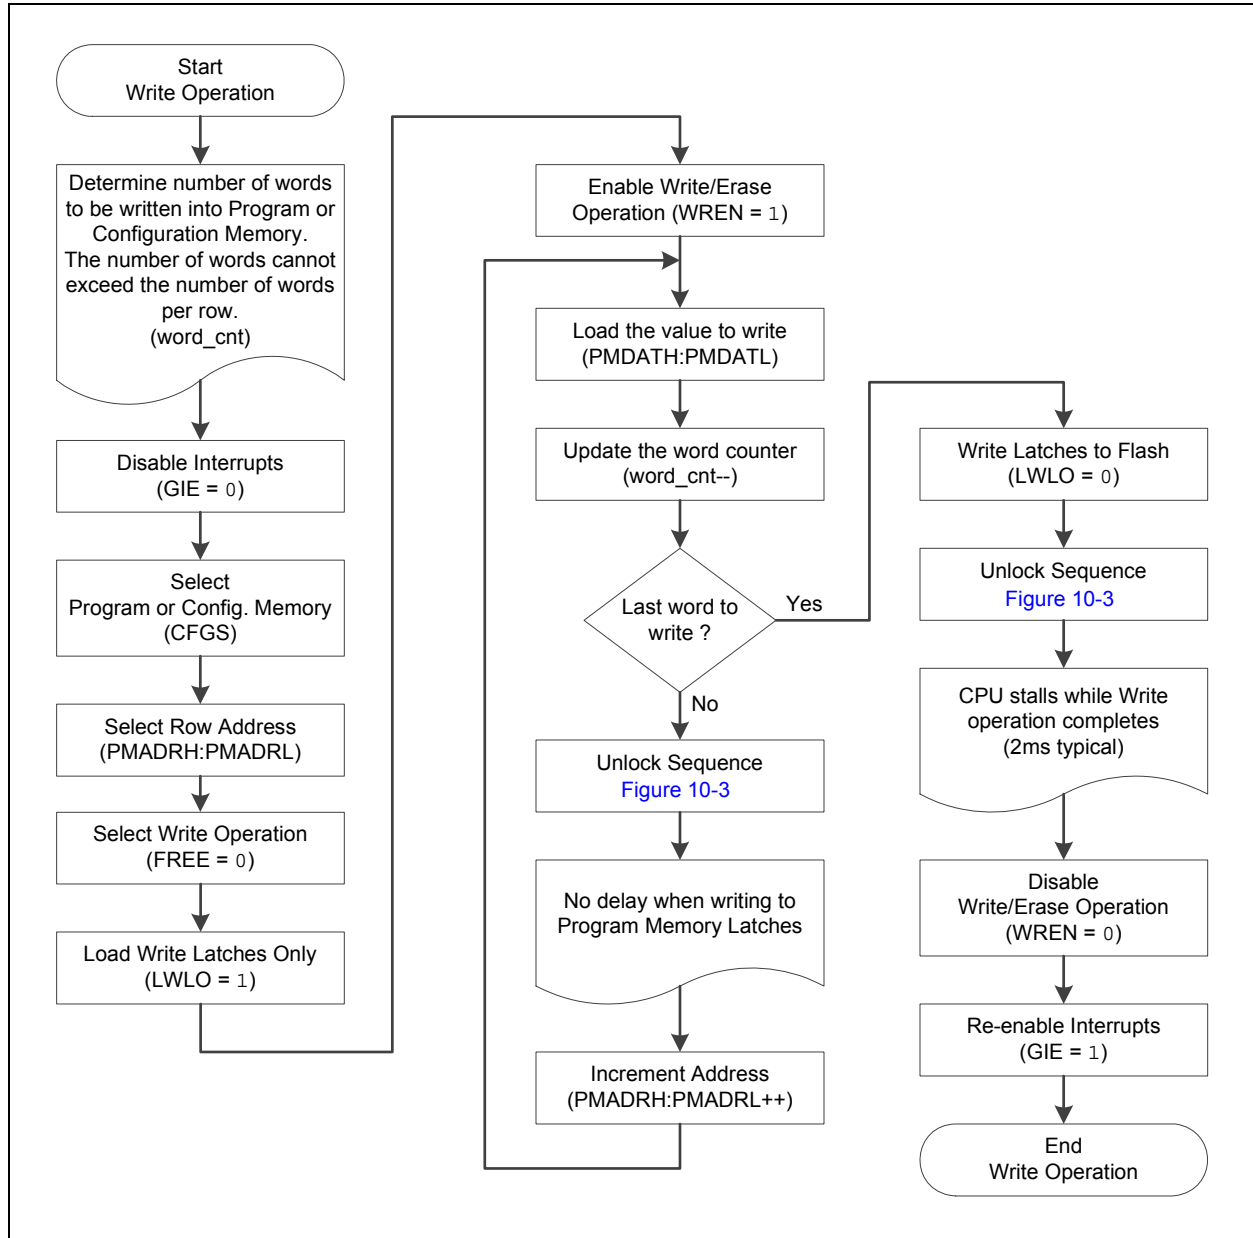 Start
Write Operation
Determine number of words
to be written into Program or
Configuration Memory.
The number of words cannot
exceed the number of words
per row.
(word_cnt)
Disable Interrupts
(GIE = 0)
Select
Program or Config. Memory
(CFGS)
Select Row Address
(PMADRH:PMADRL)
Select Write Operation
(FREE = 0)
Load Write Latches Only
(LWLO = 1)
Enable Write/Erase
Operation (WREN = 1)
Load the value to write
(PMDATH:PMDATL)
Update the word counter
(word_cnt--)
Last word to
write ?
Yes
No
Unlock Sequence
Figure 10-3
No delay when writing to
Program Memory Latches
Increment Address
(PMADRH:PMADRL++)
Write Latches to Flash
(LWLO = 0)
Unlock Sequence
Figure 10-3
CPU stalls while Write
operation completes
(2ms typical)
Disable
Write/Erase Operation
(WREN = 0)
Re-enable Interrupts
(GIE = 1)
End
Write Operation